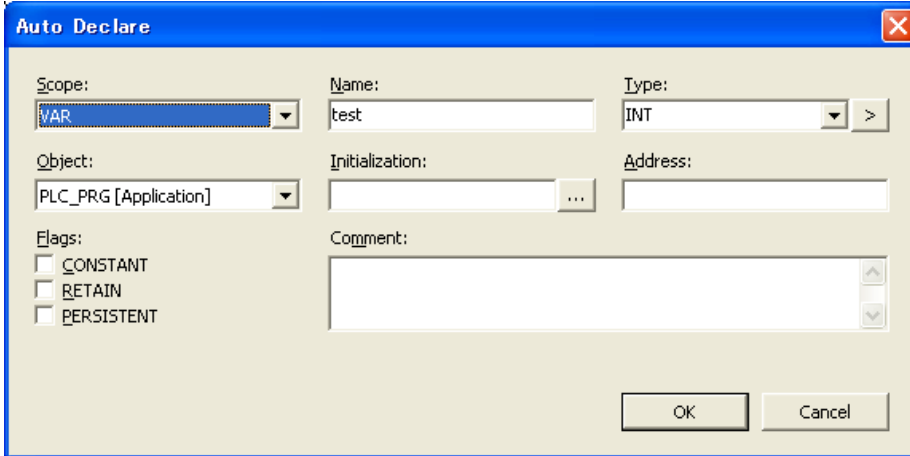 Auto Declare
Scope: Name: Type:
VAR test INT >
Object: Initialization: Address:
PLC_PRG [Application] ...
Flags: Comment:
CONSTANT
RETAIN
PERSISTENT
OK Cancel